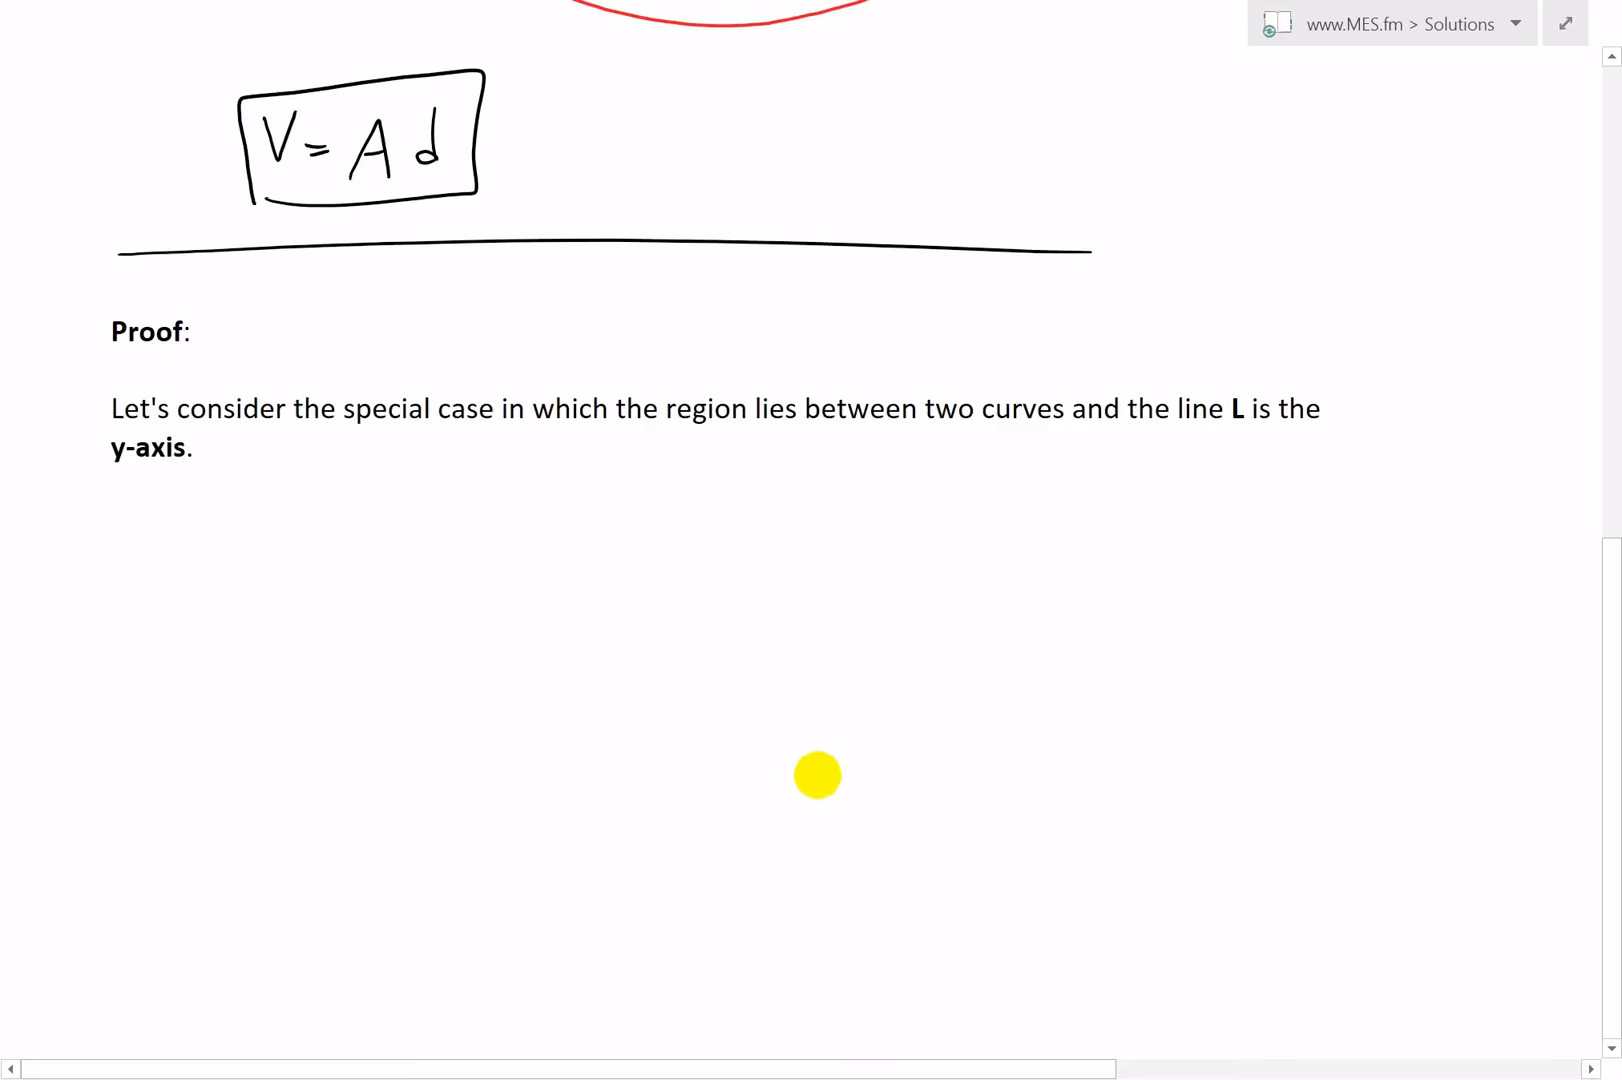 www.MES.fm > Solutions
V = A d
Proof:
Let's consider the special case in which the region lies between two curves and the line L is the
y-axis.